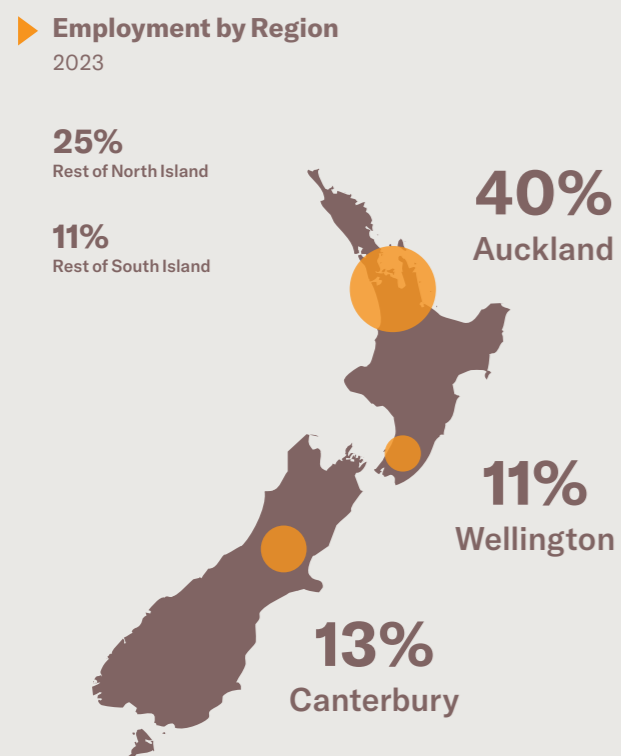 Employment by Region
2023
25%
Rest of North Island
11%
Rest of South Island
40%
Auckland
11%
Wellington
13%
Canterbury